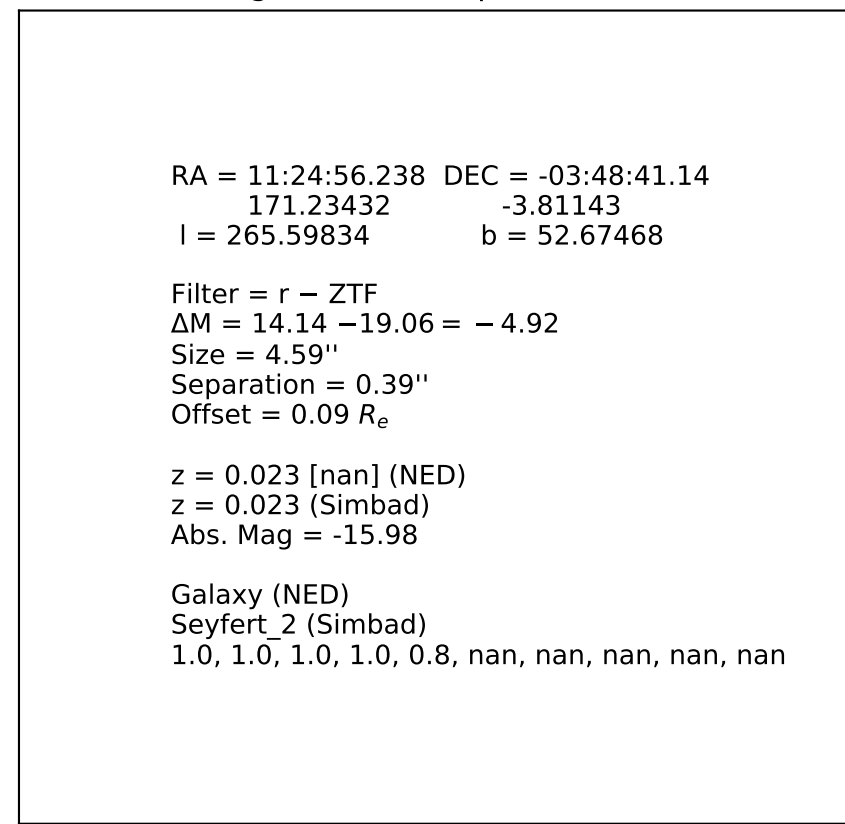 RA = 11:24:56.238 DEC = -03:48:41.14
171.23432 -3.81143
l = 265.59834 b = 52.67468
Filter = r − ZTF
ΔM = 14.14 −19.06 = − 4.92
Size = 4.59''
Separation = 0.39''
Offset = 0.09 Re
z = 0.023 [nan] (NED)
z = 0.023 (Simbad)
Abs. Mag = -15.98
Galaxy (NED)
Seyfert_2 (Simbad)
1.0, 1.0, 1.0, 1.0, 0.8, nan, nan, nan, nan, nan